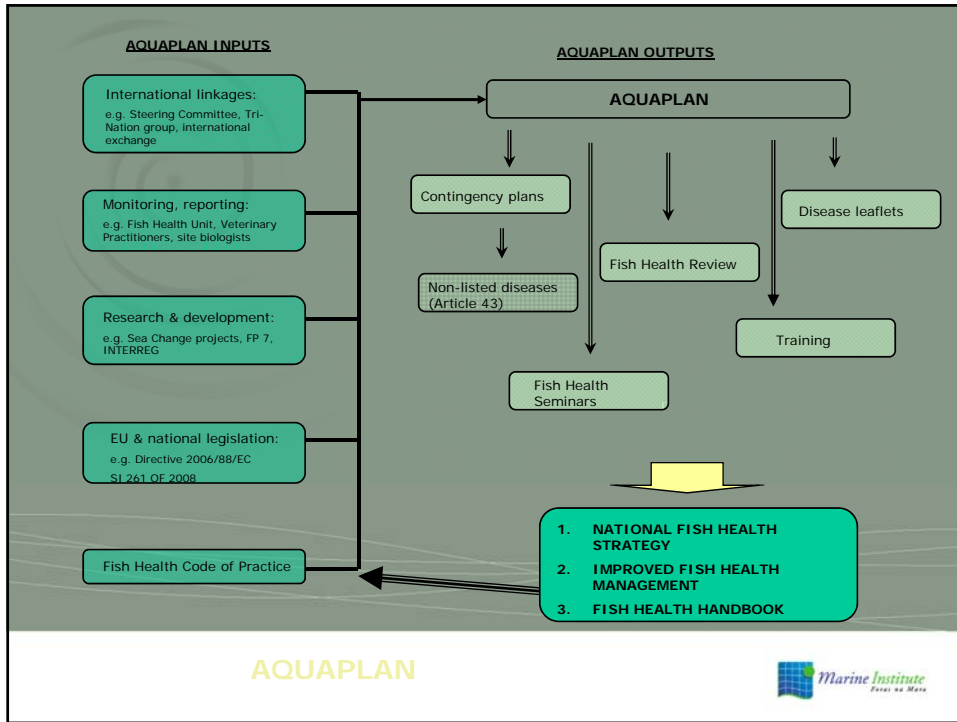 AQUAPLAN INPUTS
International linkages:
e.g. Steering Committee, Tri-
Nation group, international
exchange
Monitoring, reporting:
e.g. Fish Health Unit, Veterinary
Practitioners, site biologists
Research & development:
e.g. Sea Change projects, FP 7,
INTERREG
EU & national legislation:
e.g. Directive 2006/88/EC
SI 261 OF 2008
Fish Health Code of Practice
AQUAPLAN OUTPUTS
AQUAPLAN
Contingency plans
Non-listed diseases
(Article 43)
Fish Health
Seminars
Fish Health Review
Training
Disease leaflets
1. NATIONAL FISH HEALTH
STRATEGY
2. IMPROVED FISH HEALTH
MANAGEMENT
3. FISH HEALTH HANDBOOK
AQUAPLAN
Marine Institute
Foras na Mara